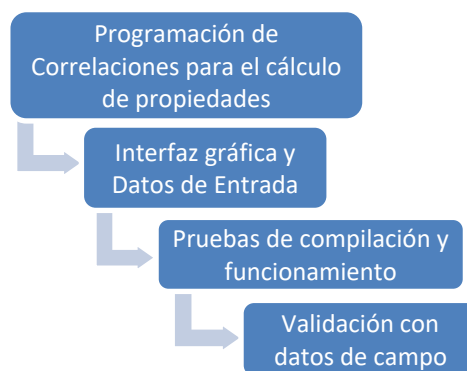 Programación de
Correlaciones para el cálculo
de propiedades
Interfaz gráfica y
Datos de Entrada
Pruebas de compilación y
funcionamiento
Validación con
datos de campo